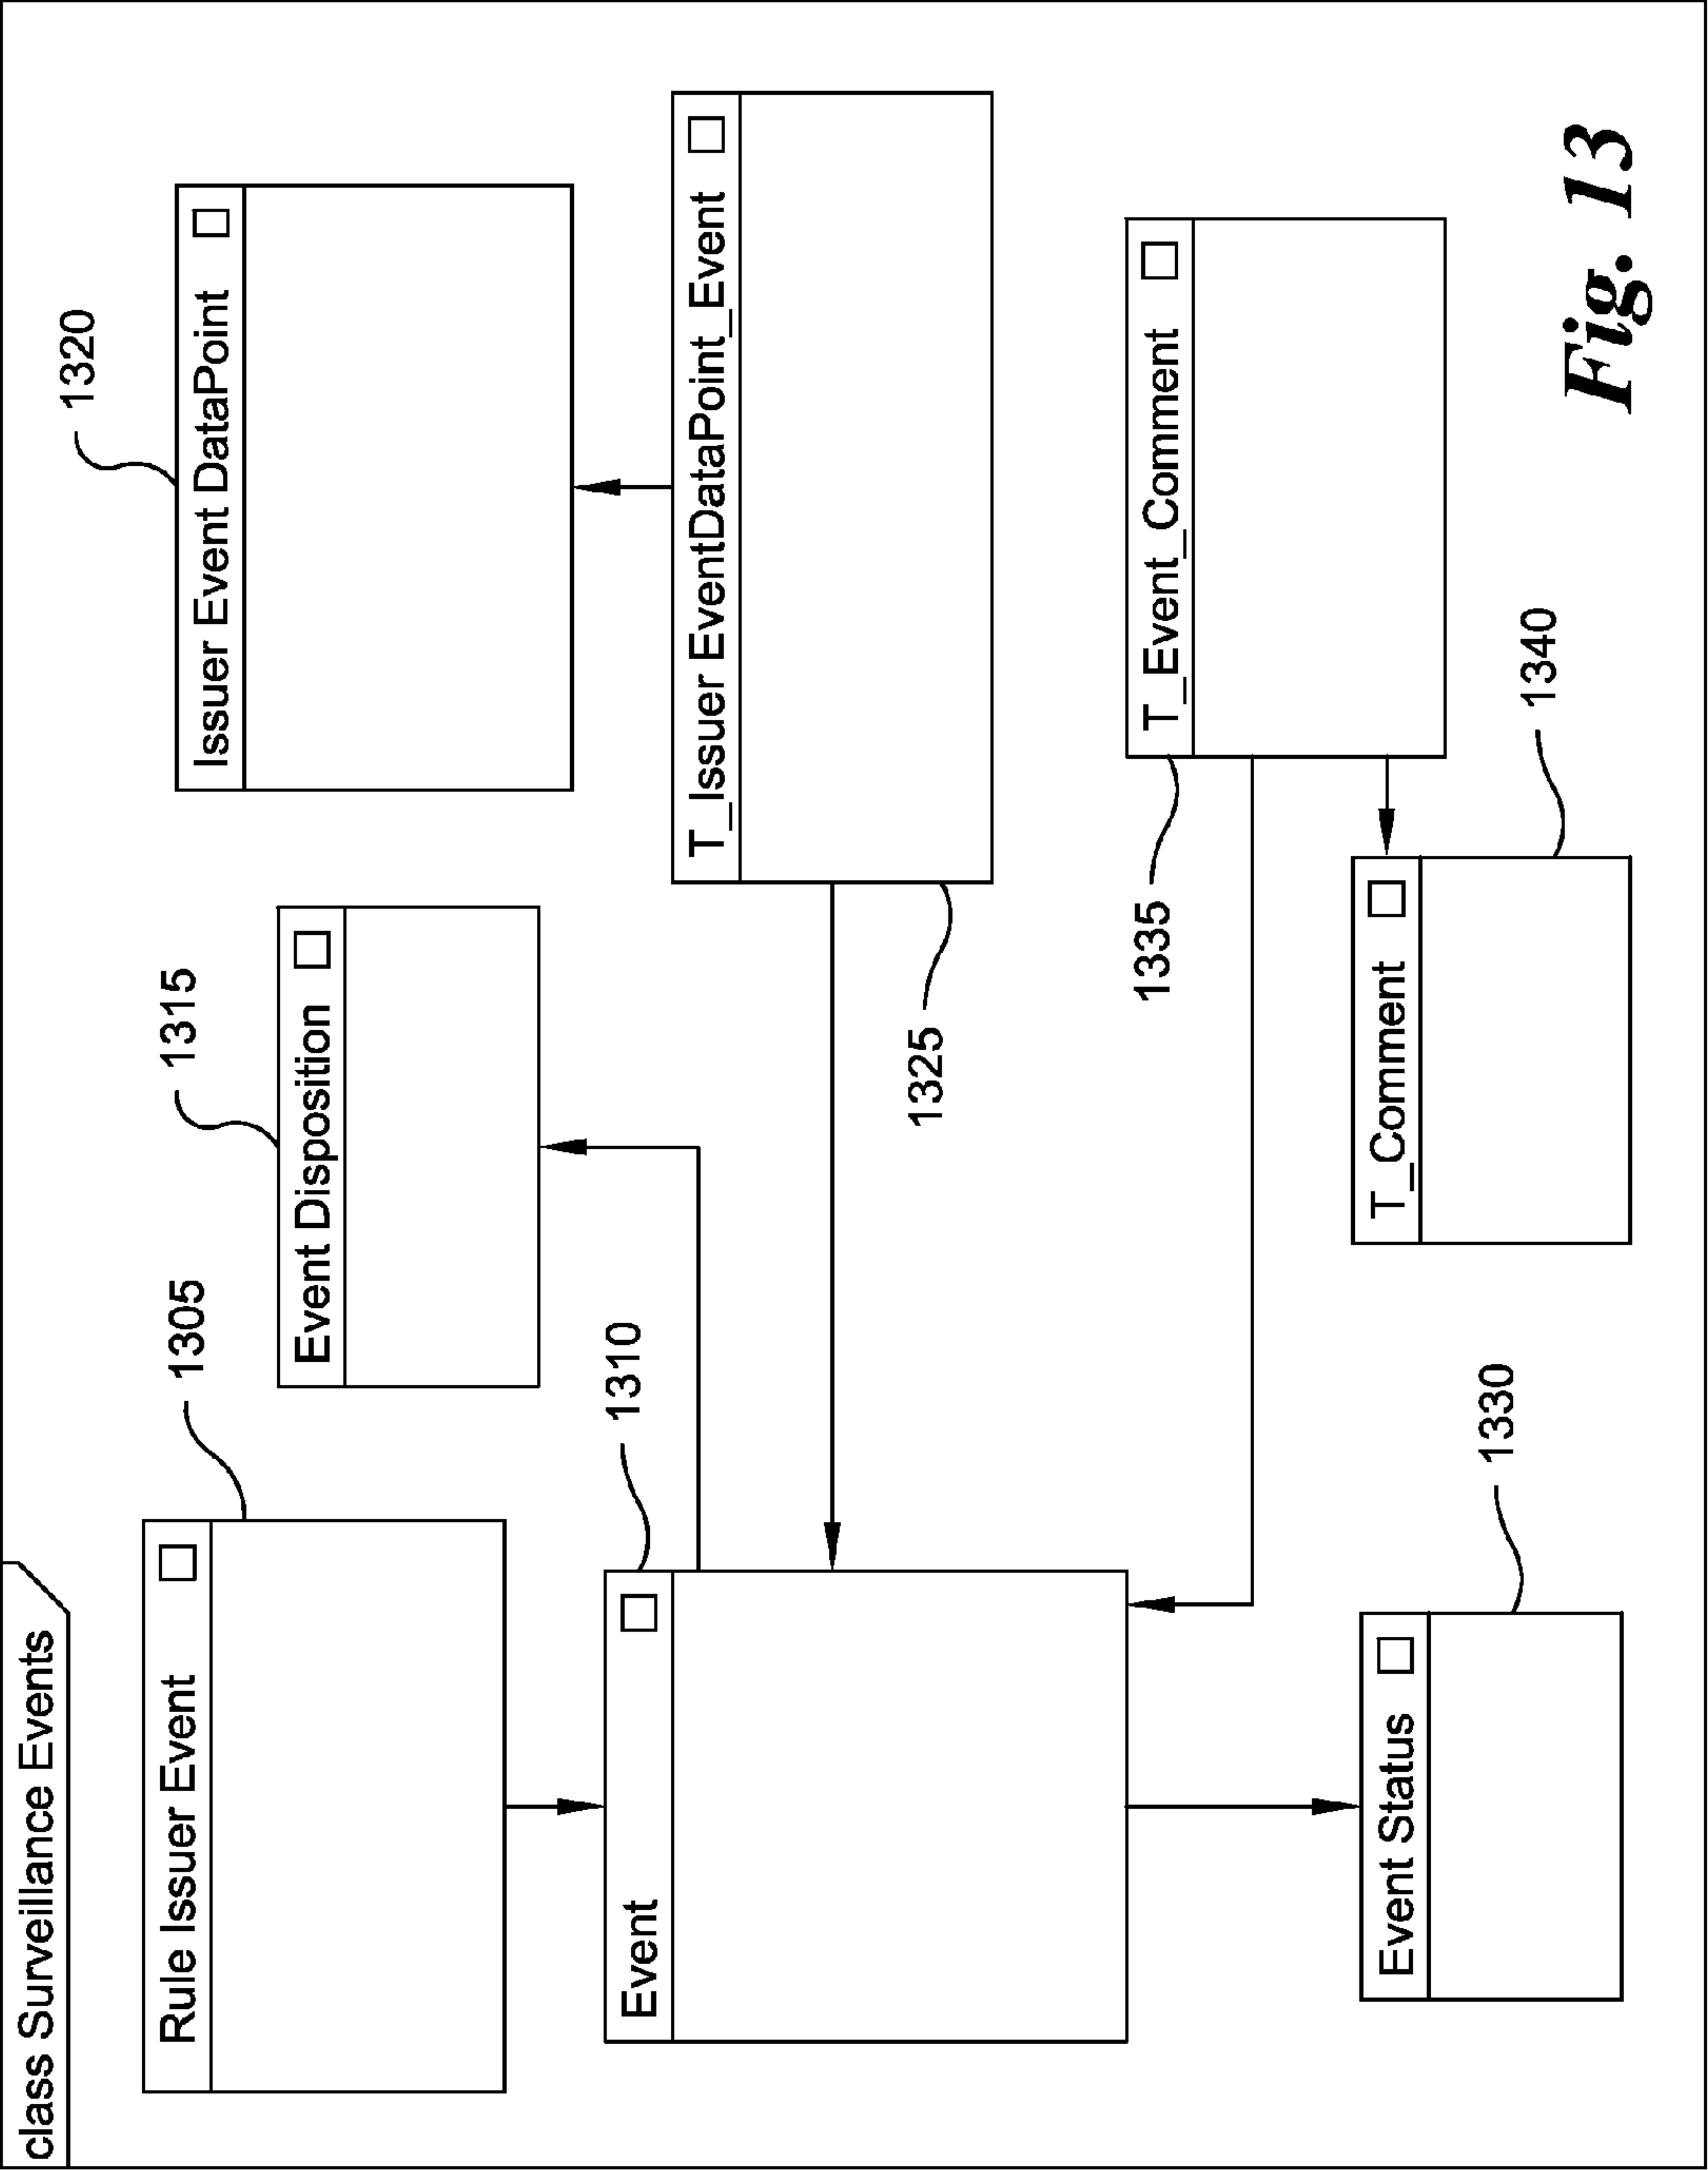 class Surveillance Events
Rule Issuer Event
1305
Event Disposition
1315
Issuer Event DataPoint
1320
Event
1310
T_Issuer EventDataPoint_Event
1325
T_Event_Comment
1335
Event Status
1330
T_Comment
1340
Fig. 13